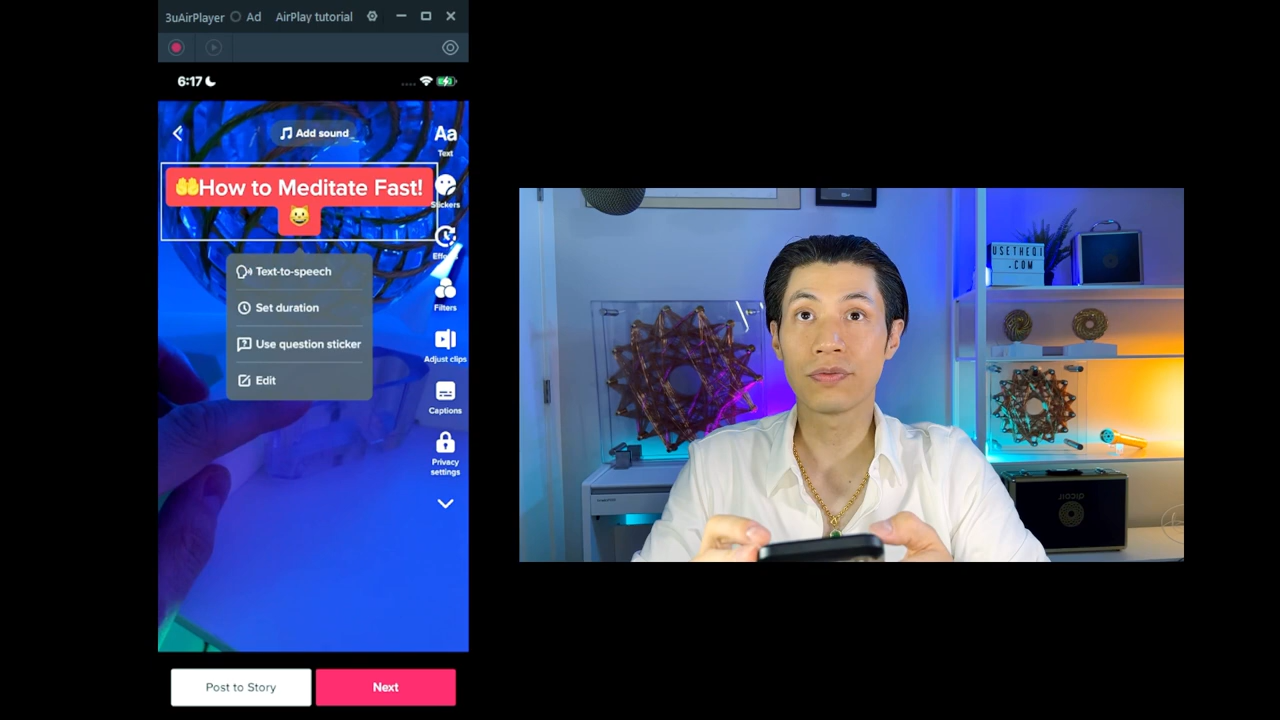 3uAirPlayer
Ad
AirPlay tutorial
6:17
Add sound
Aa
Text
🤲How to Meditate Fast!
😺
Stickers
Text-to-speech
Set duration
Use question sticker
Edit
Filters
Adjust clips
Captions
Privacy
settings
Post to Story
Next
USETHEQI
.COM